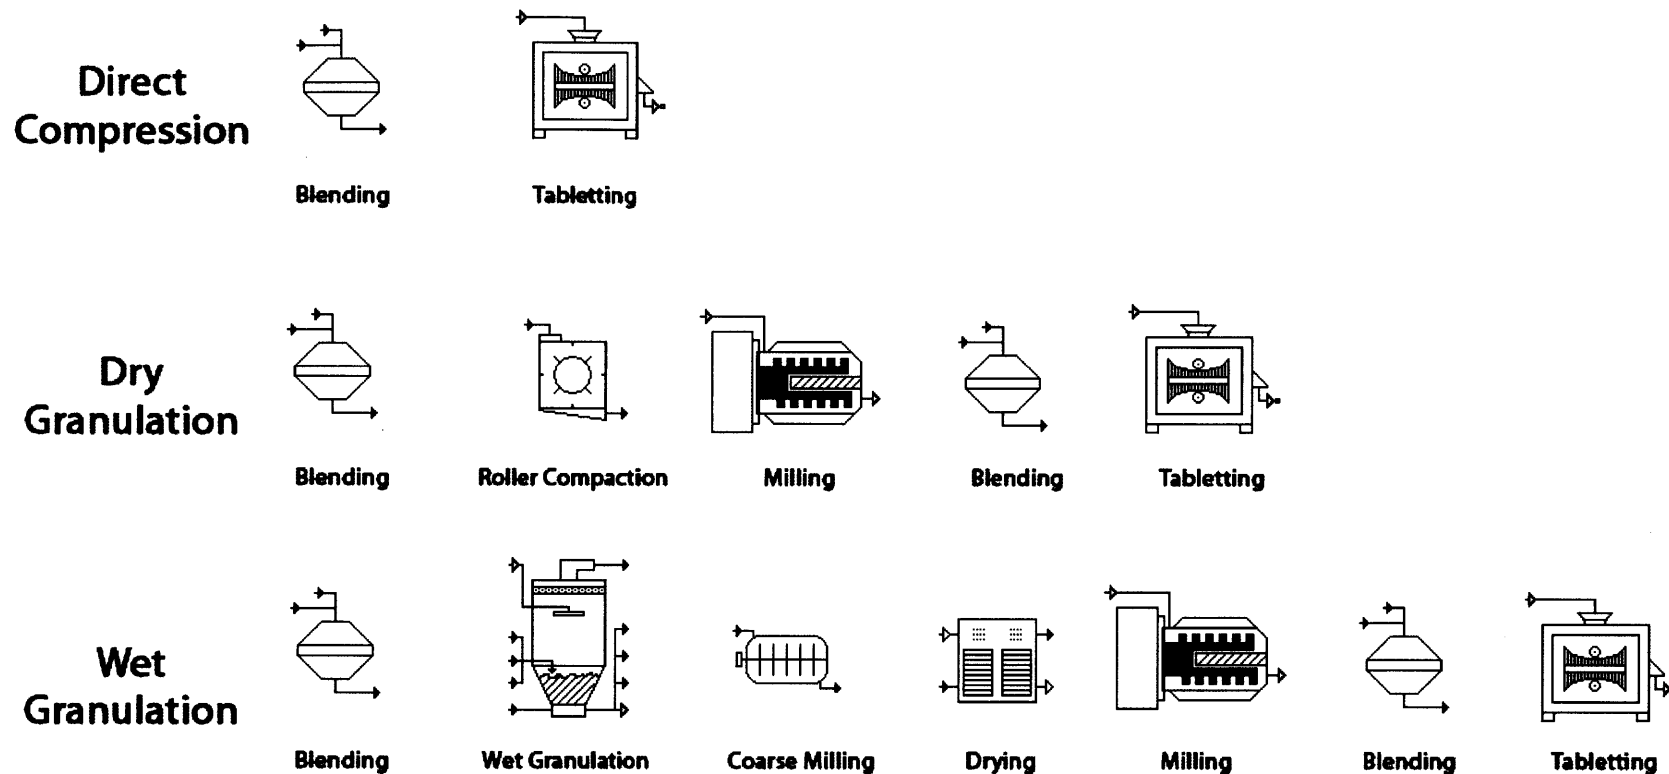 Direct
Compression
Blending Tabletting
Dry
Granulation
Blending Roller Compaction Milling Blending Tabletting
Wet
Granulation
Blending Wet Granulation Coarse Milling Drying Milling Blending Tabletting